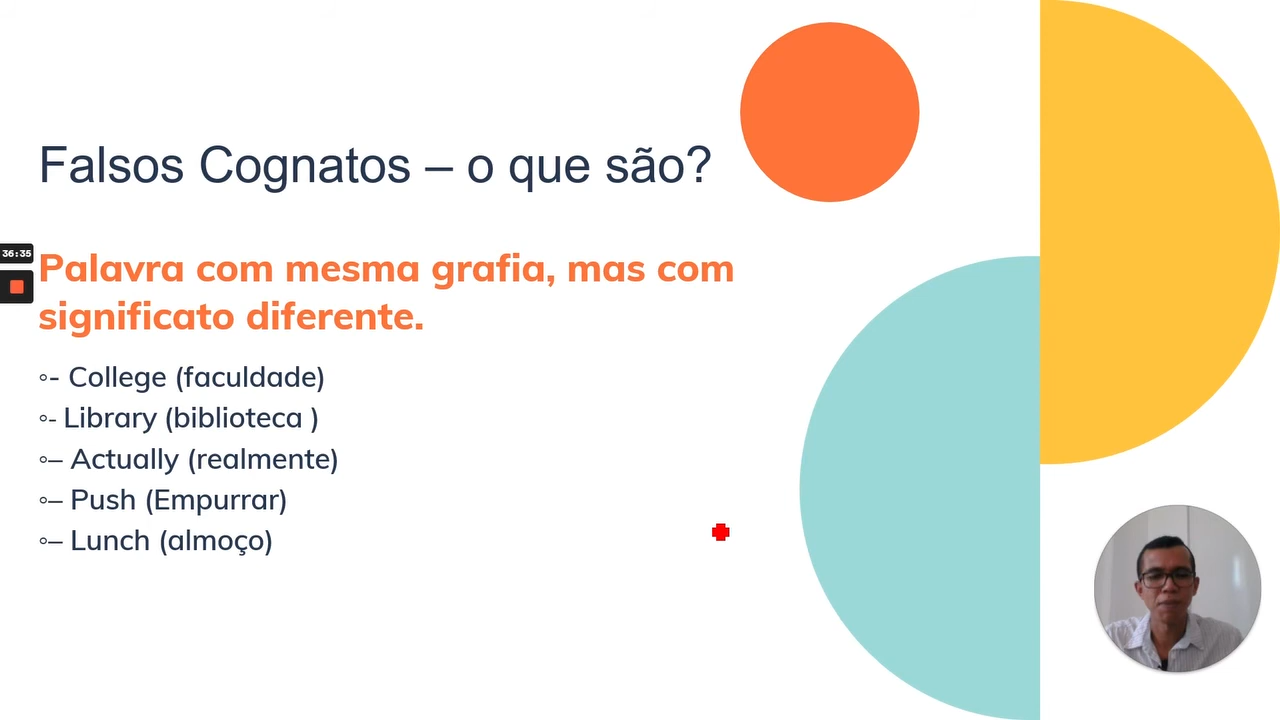 Falsos Cognatos – o que são?
36:35
Palavra com mesma grafia, mas com
significato diferente.
◦- College (faculdade)
◦- Library (biblioteca )
◦– Actually (realmente)
◦– Push (Empurrar)
◦– Lunch (almoço)